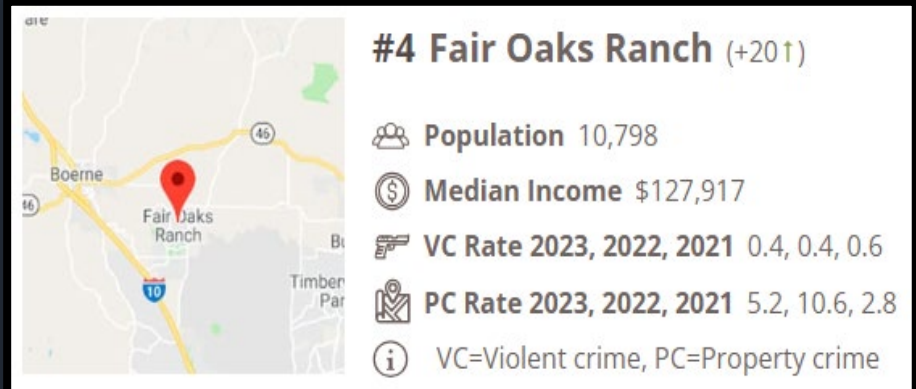 #4 Fair Oaks Ranch (+20↑)
Population 10,798
Median Income $127,917
VC Rate 2023, 2022, 2021 0.4, 0.4, 0.6
PC Rate 2023, 2022, 2021 5.2, 10.6, 2.8
VC=Violent crime, PC=Property crime
46
Boerne
46
Fair Oaks
Ranch
10
Timber